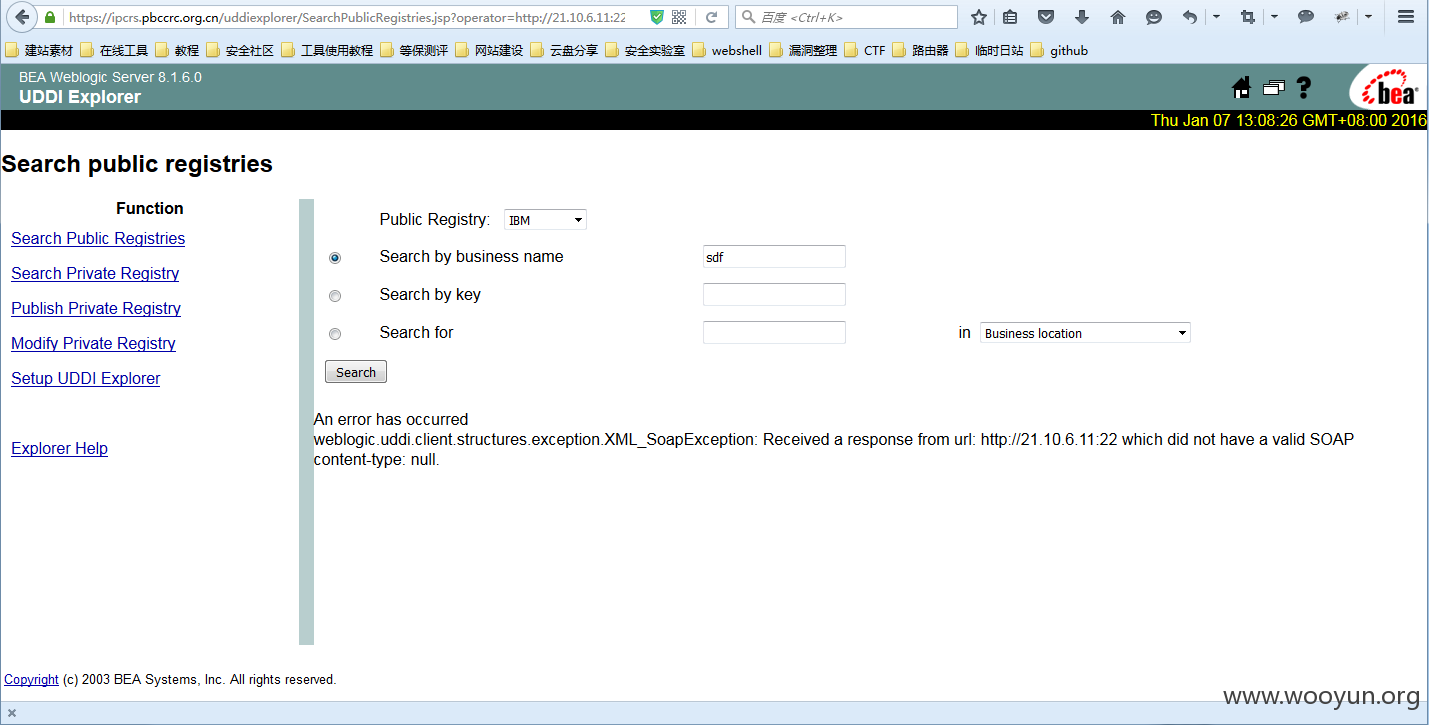 https://ipcrs.pbccrc.org.cn/uddiexplorer/SearchPublicRegistries.jsp?operator=http://21.10.6.11:22 百度 <Ctrl+K>
建站素材 在线工具 教程 安全社区 工具使用教程 等保测评 网站建设 云盘分享 安全实验室 webshell 漏洞整理 CTF 路由器 临时日站 github
BEA Weblogic Server 8.1.6.0
UDDI Explorer
bea
Thu Jan 07 13:08:26 GMT+08:00 2016
Search public registries
Function
Search Public Registries
Search Private Registry
Publish Private Registry
Modify Private Registry
Setup UDDI Explorer
Explorer Help
Public Registry: IBM
Search by business name sdf
Search by key
Search for in Business location
Search
An error has occurred
weblogic.uddi.client.structures.exception.XML_SoapException: Received a response from url: http://21.10.6.11:22 which did not have a valid SOAP
content-type: null.
Copyright (c) 2003 BEA Systems, Inc. All rights reserved.
www.wooyun.org